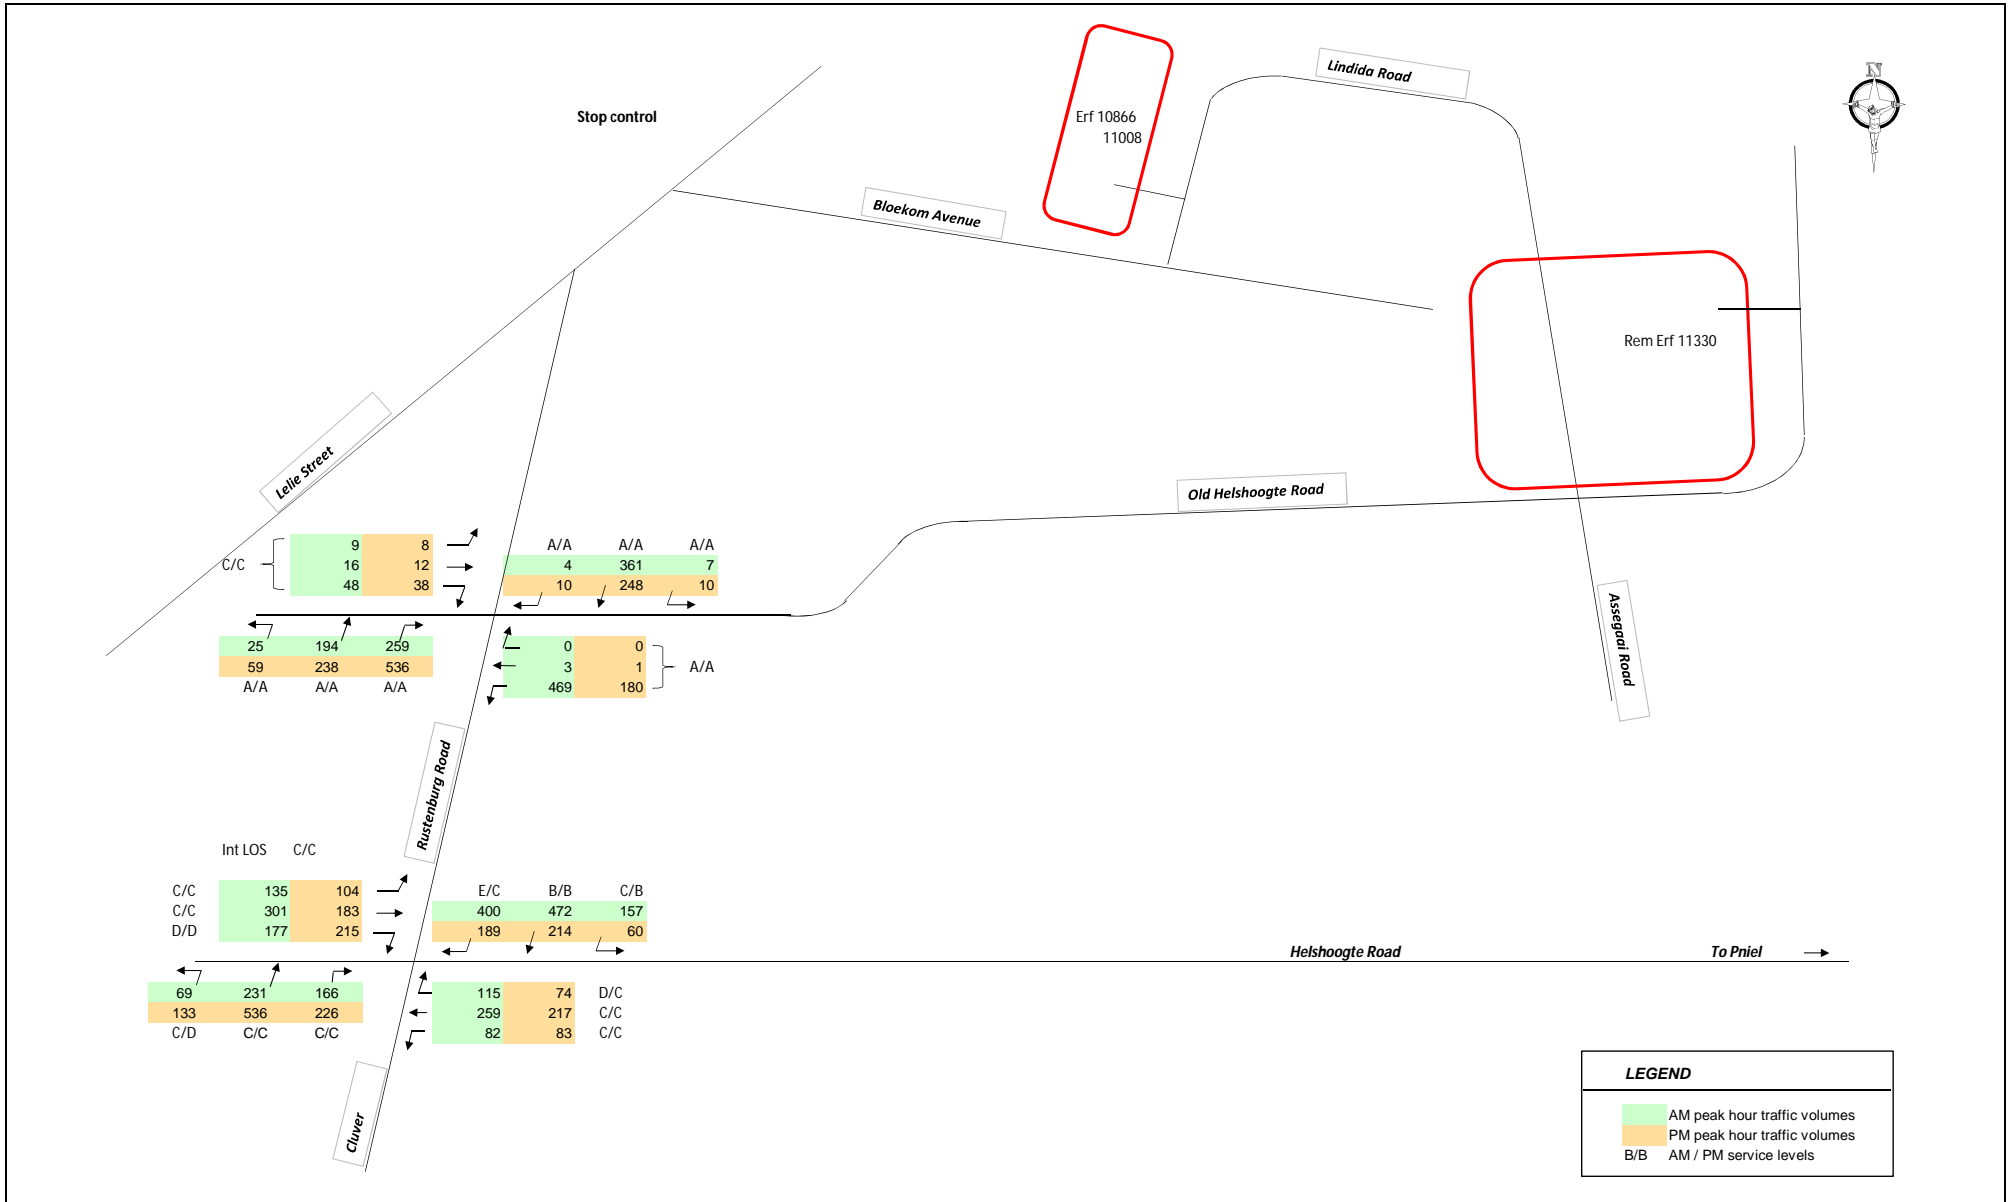 Lindida Road
N
Stop control
Erf 10866
11008
Bloekom Avenue
Rem Erf 11330
Lelie Street
Old Helshoogte Road
9 8
C/C 16 12
48 38
A/A A/A A/A
4 361 7
10 248 10
25 194 259
59 238 536
A/A A/A A/A
0 0
3 1 A/A
469 180
Assegaai Road
Rustenburg Road
Int LOS C/C
C/C 135 104
C/C 301 183
D/D 177 215
E/C B/B C/B
400 472 157
189 214 60
Helshoogte Road
To Pniel
69 231 166
133 536 226
C/D C/C C/C
115 74 D/C
259 217 C/C
82 83 C/C
Cluver
LEGEND
AM peak hour traffic volumes
PM peak hour traffic volumes
B/B AM / PM service levels